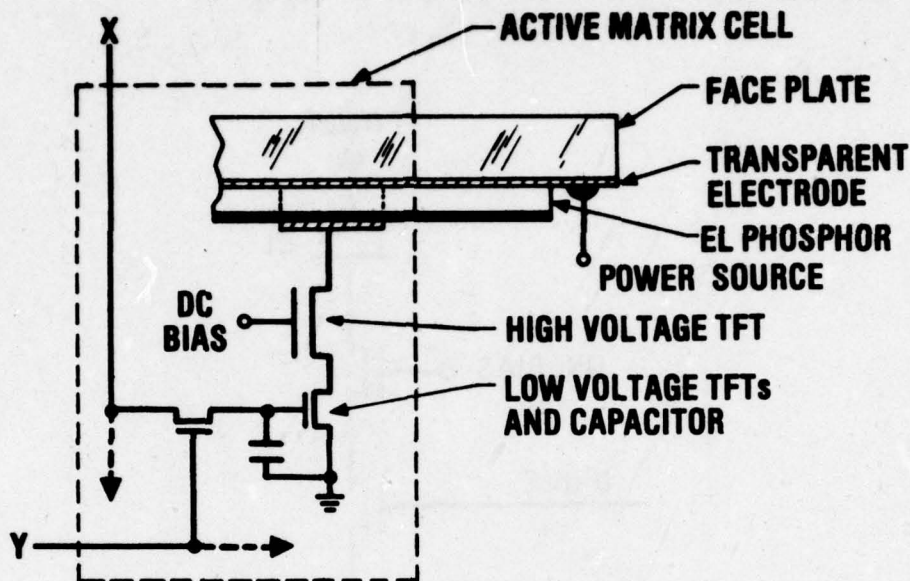 X
ACTIVE MATRIX CELL
FACE PLATE
TRANSPARENT
ELECTRODE
EL PHOSPHOR
POWER SOURCE
DC
BIAS
HIGH VOLTAGE TFT
LOW VOLTAGE TFTs
AND CAPACITOR
Y